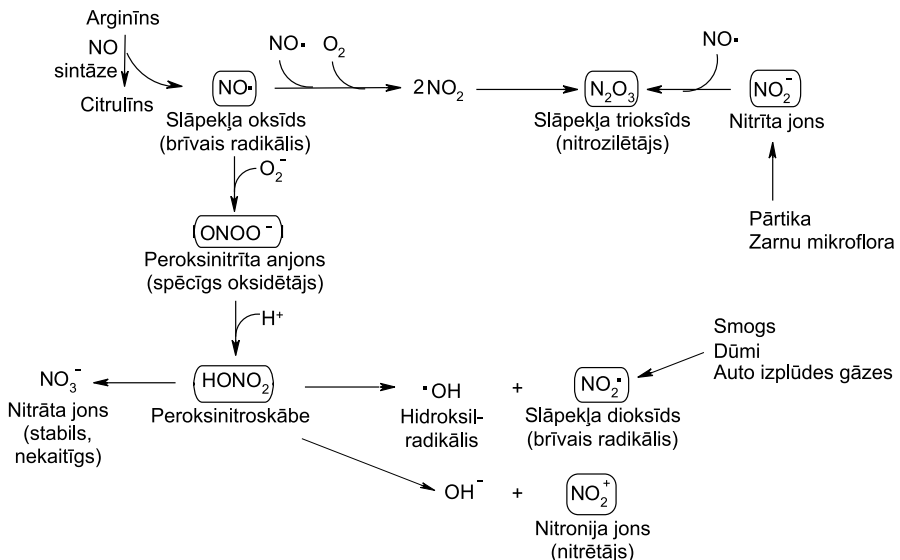 Arginīns
NO
sintāze
Citrulīns
NO•
Slāpekļa oksīds
(brīvais radikālis)
NO• O₂
2NO₂
N₂O₃
Slāpekļa trioksīds
(nitrozilētājs)
NO•
NO₂⁻
Nitrīta jons
Pārtika
Zarnu mikroflora
O₂⁻
ONOO⁻
Peroksinitrīta anjons
(spēcīgs oksidētājs)
H⁺
NO₃⁻
Nitrāta jons
(stabils,
nekaitīgs)
HONO₂
Peroksinitroskābe
•OH
Hidroksil-
radikālis
+
NO₂•
Slāpekļa dioksīds
(brīvais radikālis)
Smogs
Dūmi
Auto izplūdes gāzes
OH⁻ + NO₂⁺
Nitronija jons
(nitrētājs)